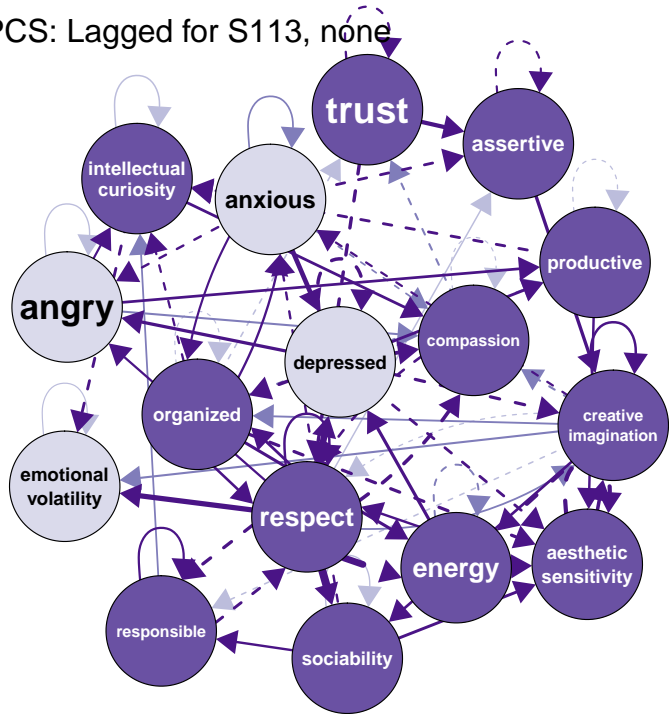 PCS: Lagged for S113, none
trust
assertive
intellectual
curiosity
anxious
productive
angry
compassion
depressed
organized
creative
imagination
emotional
volatility
respect
energy
aesthetic
sensitivity
responsible
sociability